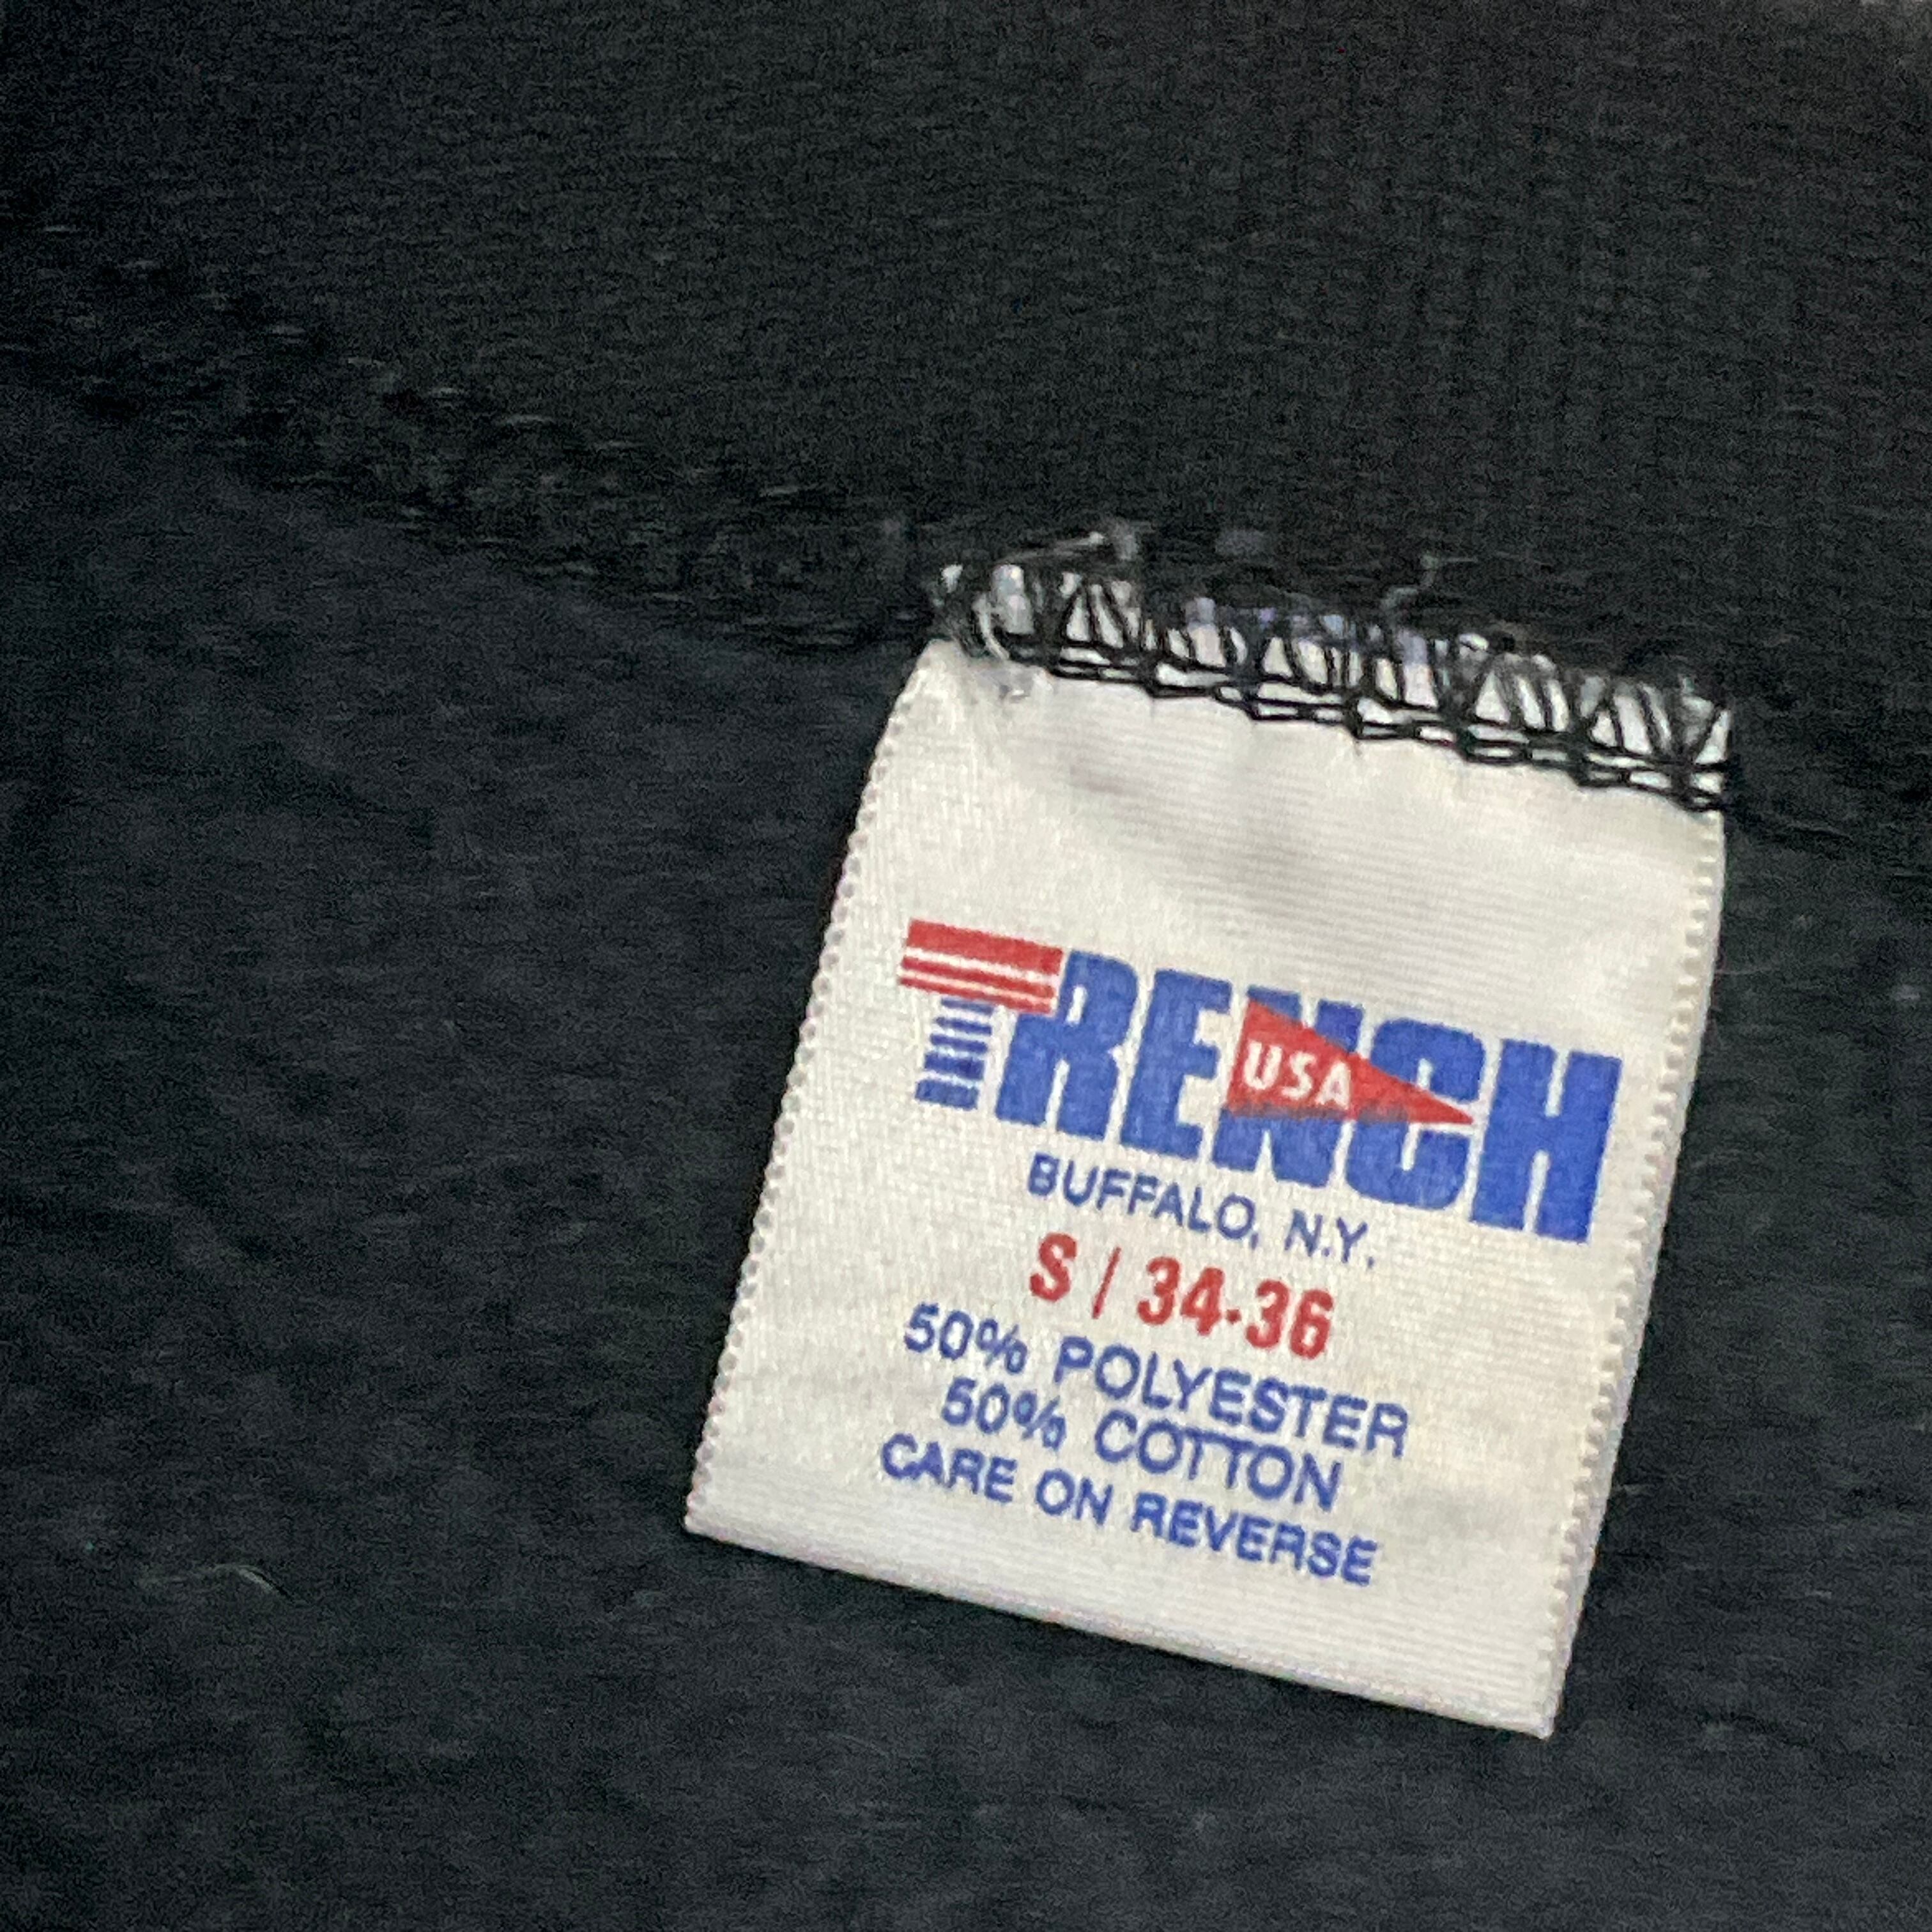 TRENCH
USA
BUFFALO, N.Y.
S / 34-36
50% POLYESTER
50% COTTON
CARE ON REVERSE